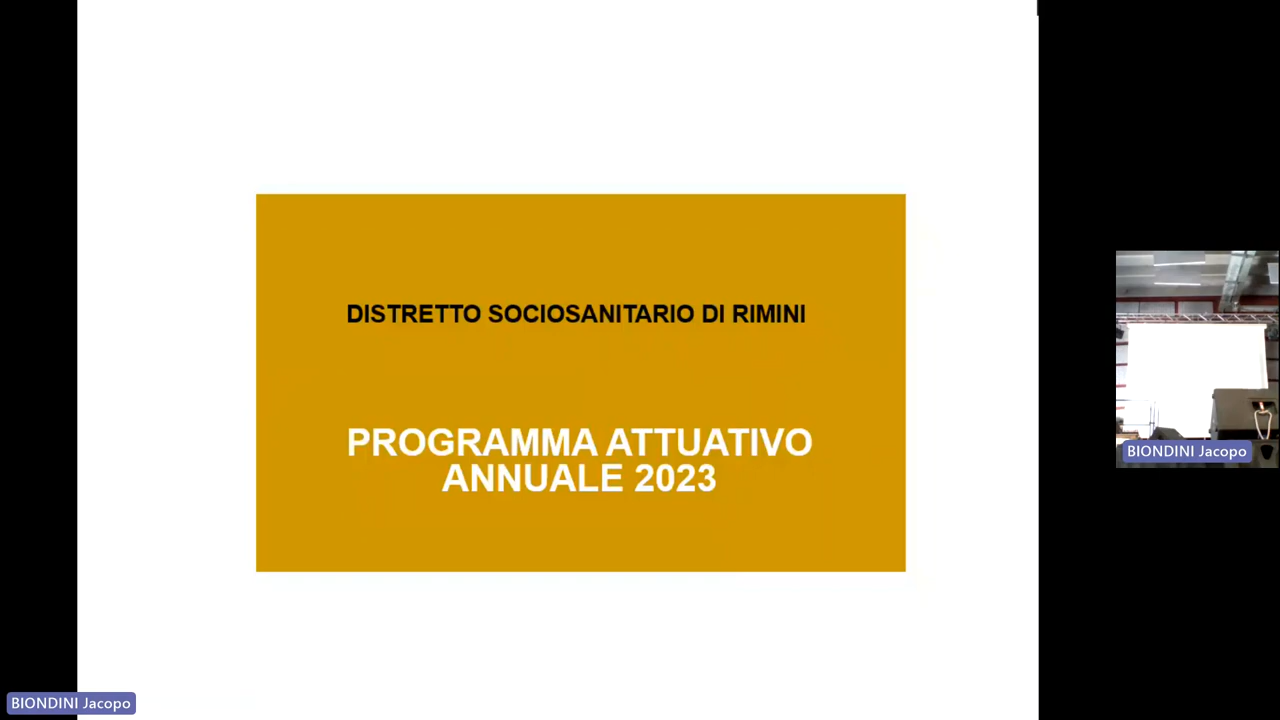 DISTRETTO SOCIOSANITARIO DI RIMINI
PROGRAMMA ATTUATIVO
ANNUALE 2023
BIONDINI Jacopo
BIONDINI Jacopo